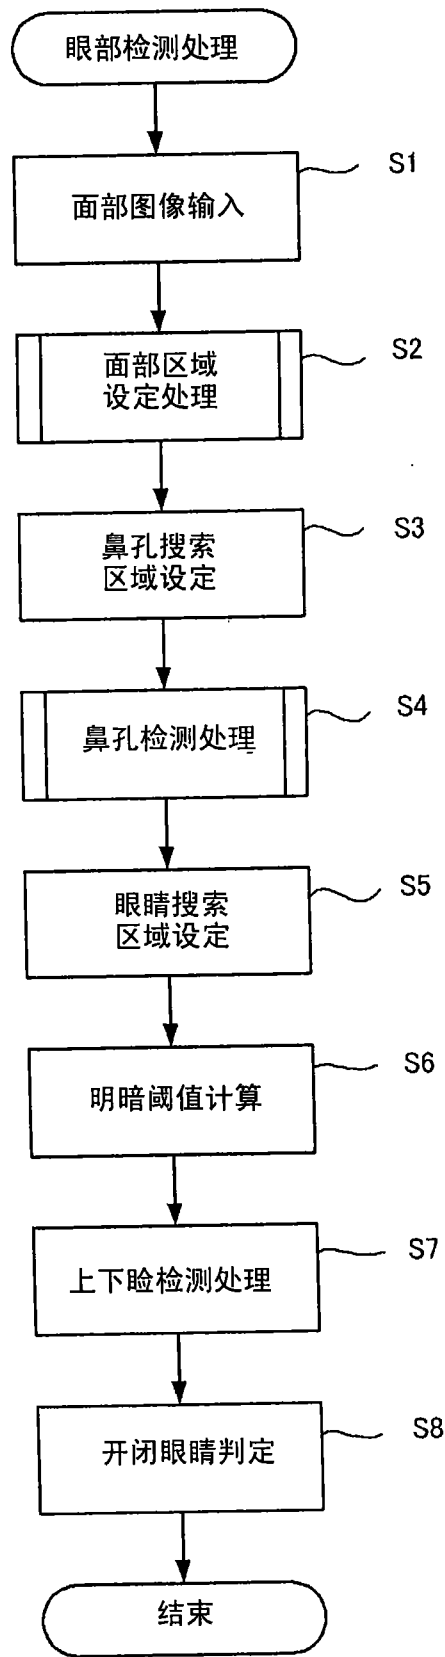 眼部检测处理
面部图像输入
S1
面部区域
设定处理
S2
鼻孔搜索
区域设定
S3
鼻孔检测处理
S4
眼睛搜索
区域设定
S5
明暗阈值计算
S6
上下睑检测处理
S7
开闭眼睛判定
S8
结束